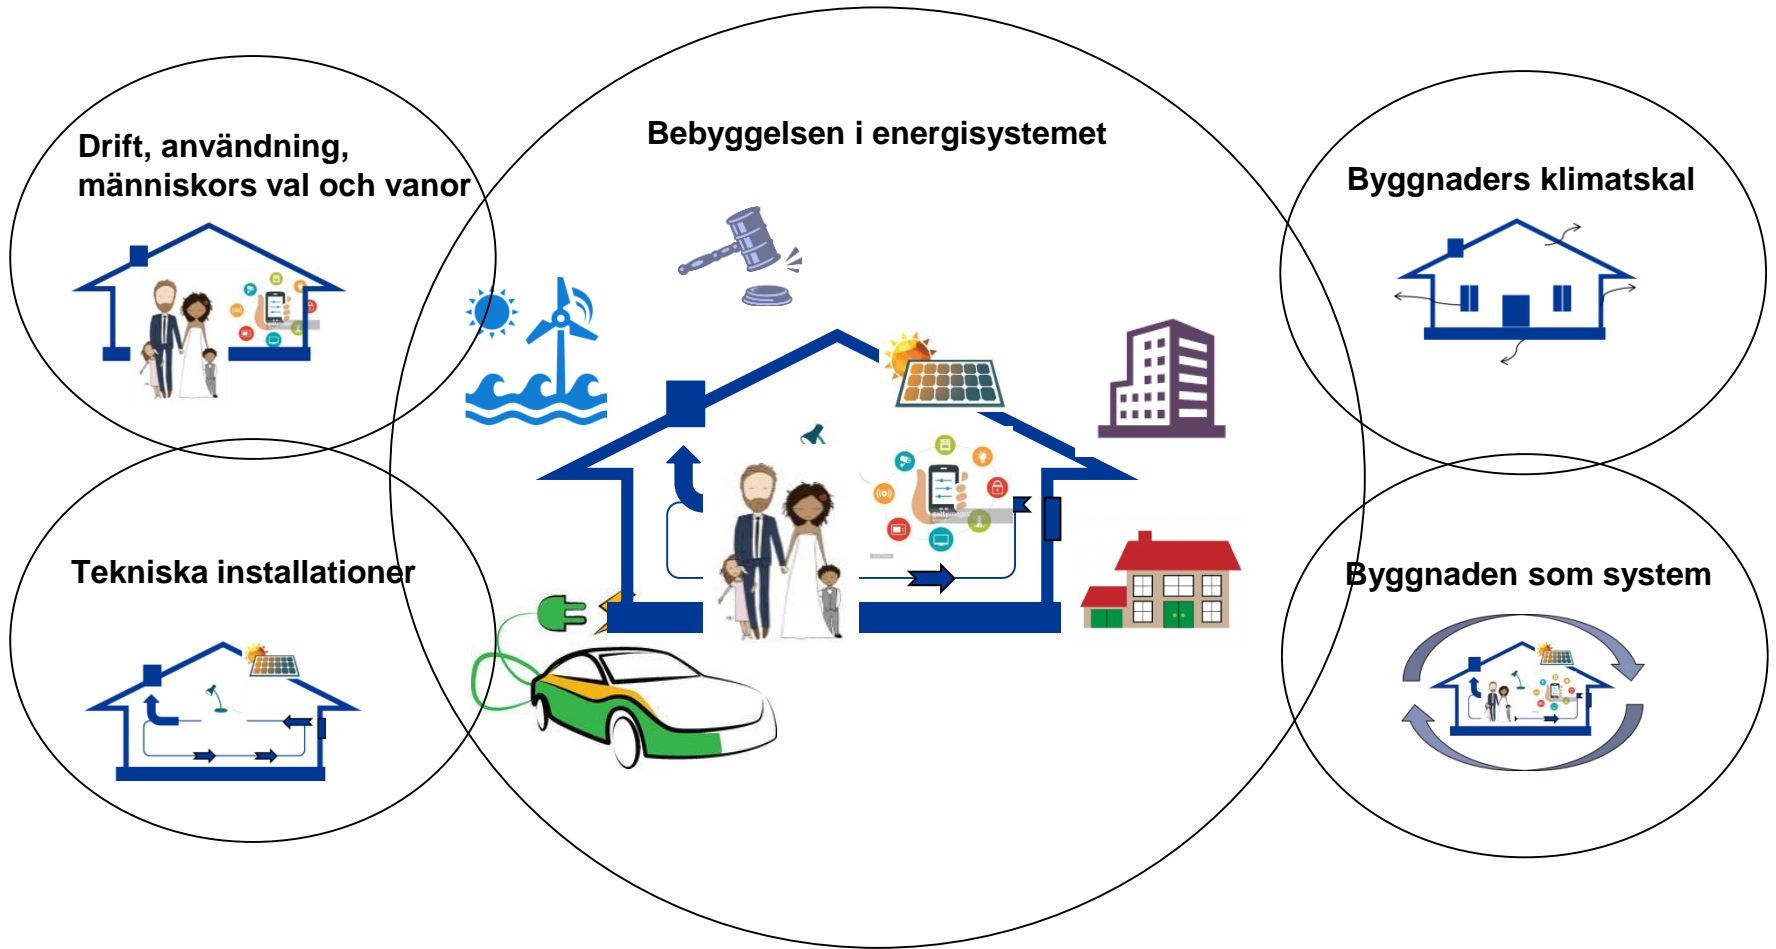 Drift, användning,
människors val och vanor
Bebyggelsen i energisystemet
Byggnaders klimatskal
Tekniska installationer
Byggnaden som system